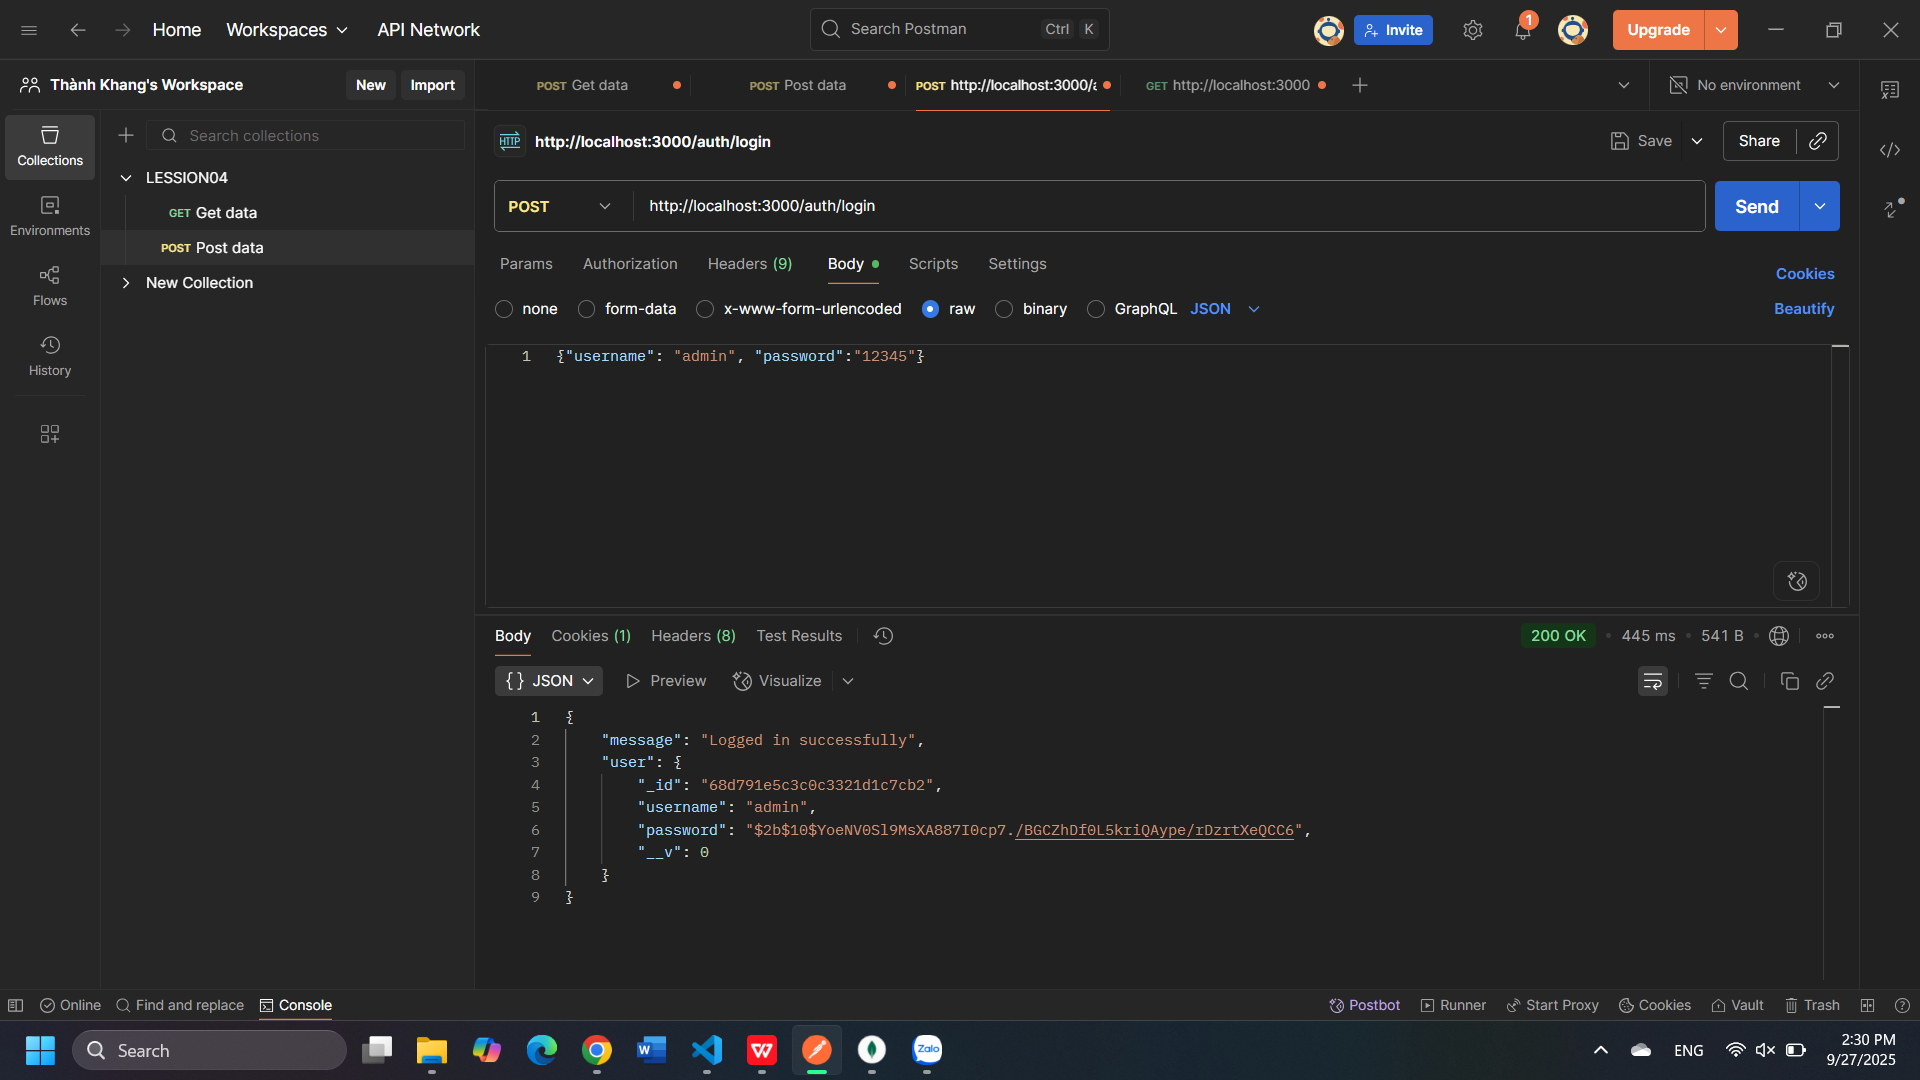 Home
Workspaces
API Network
Search Postman
Ctrl K
Invite
1
Upgrade
Thành Khang's Workspace
New
Import
POST Get data
POST Post data
POST http://localhost:3000/a
GET http://localhost:3000
No environment
Collections
Environments
Flows
History
Search collections
LESSION04
GET Get data
POST Post data
New Collection
HTTP http://localhost:3000/auth/login
Save
Share
POST
http://localhost:3000/auth/login
Send
Params
Authorization
Headers (9)
Body
Scripts
Settings
Cookies
none
form-data
x-www-form-urlencoded
raw
binary
GraphQL
JSON
Beautify
1 {"username": "admin", "password":"12345"}
Body
Cookies (1)
Headers (8)
Test Results
200 OK
445 ms
541 B
{} JSON
Preview
Visualize
1 {
2 "message": "Logged in successfully",
3 "user": {
4 "_id": "68d791e5c3c0c3321d1c7cb2",
5 "username": "admin",
6 "password": "$2b$10$YoeNV0Sl9MsXA887I0cp7./BGCZhDf0L5kriQAype/rDzrtXeQCC6",
7 "__v": 0
8 }
9 }
Online
Find and replace
Console
Postbot
Runner
Start Proxy
Cookies
Vault
Trash
Search
W
Zalo
ENG
2:30 PM
9/27/2025